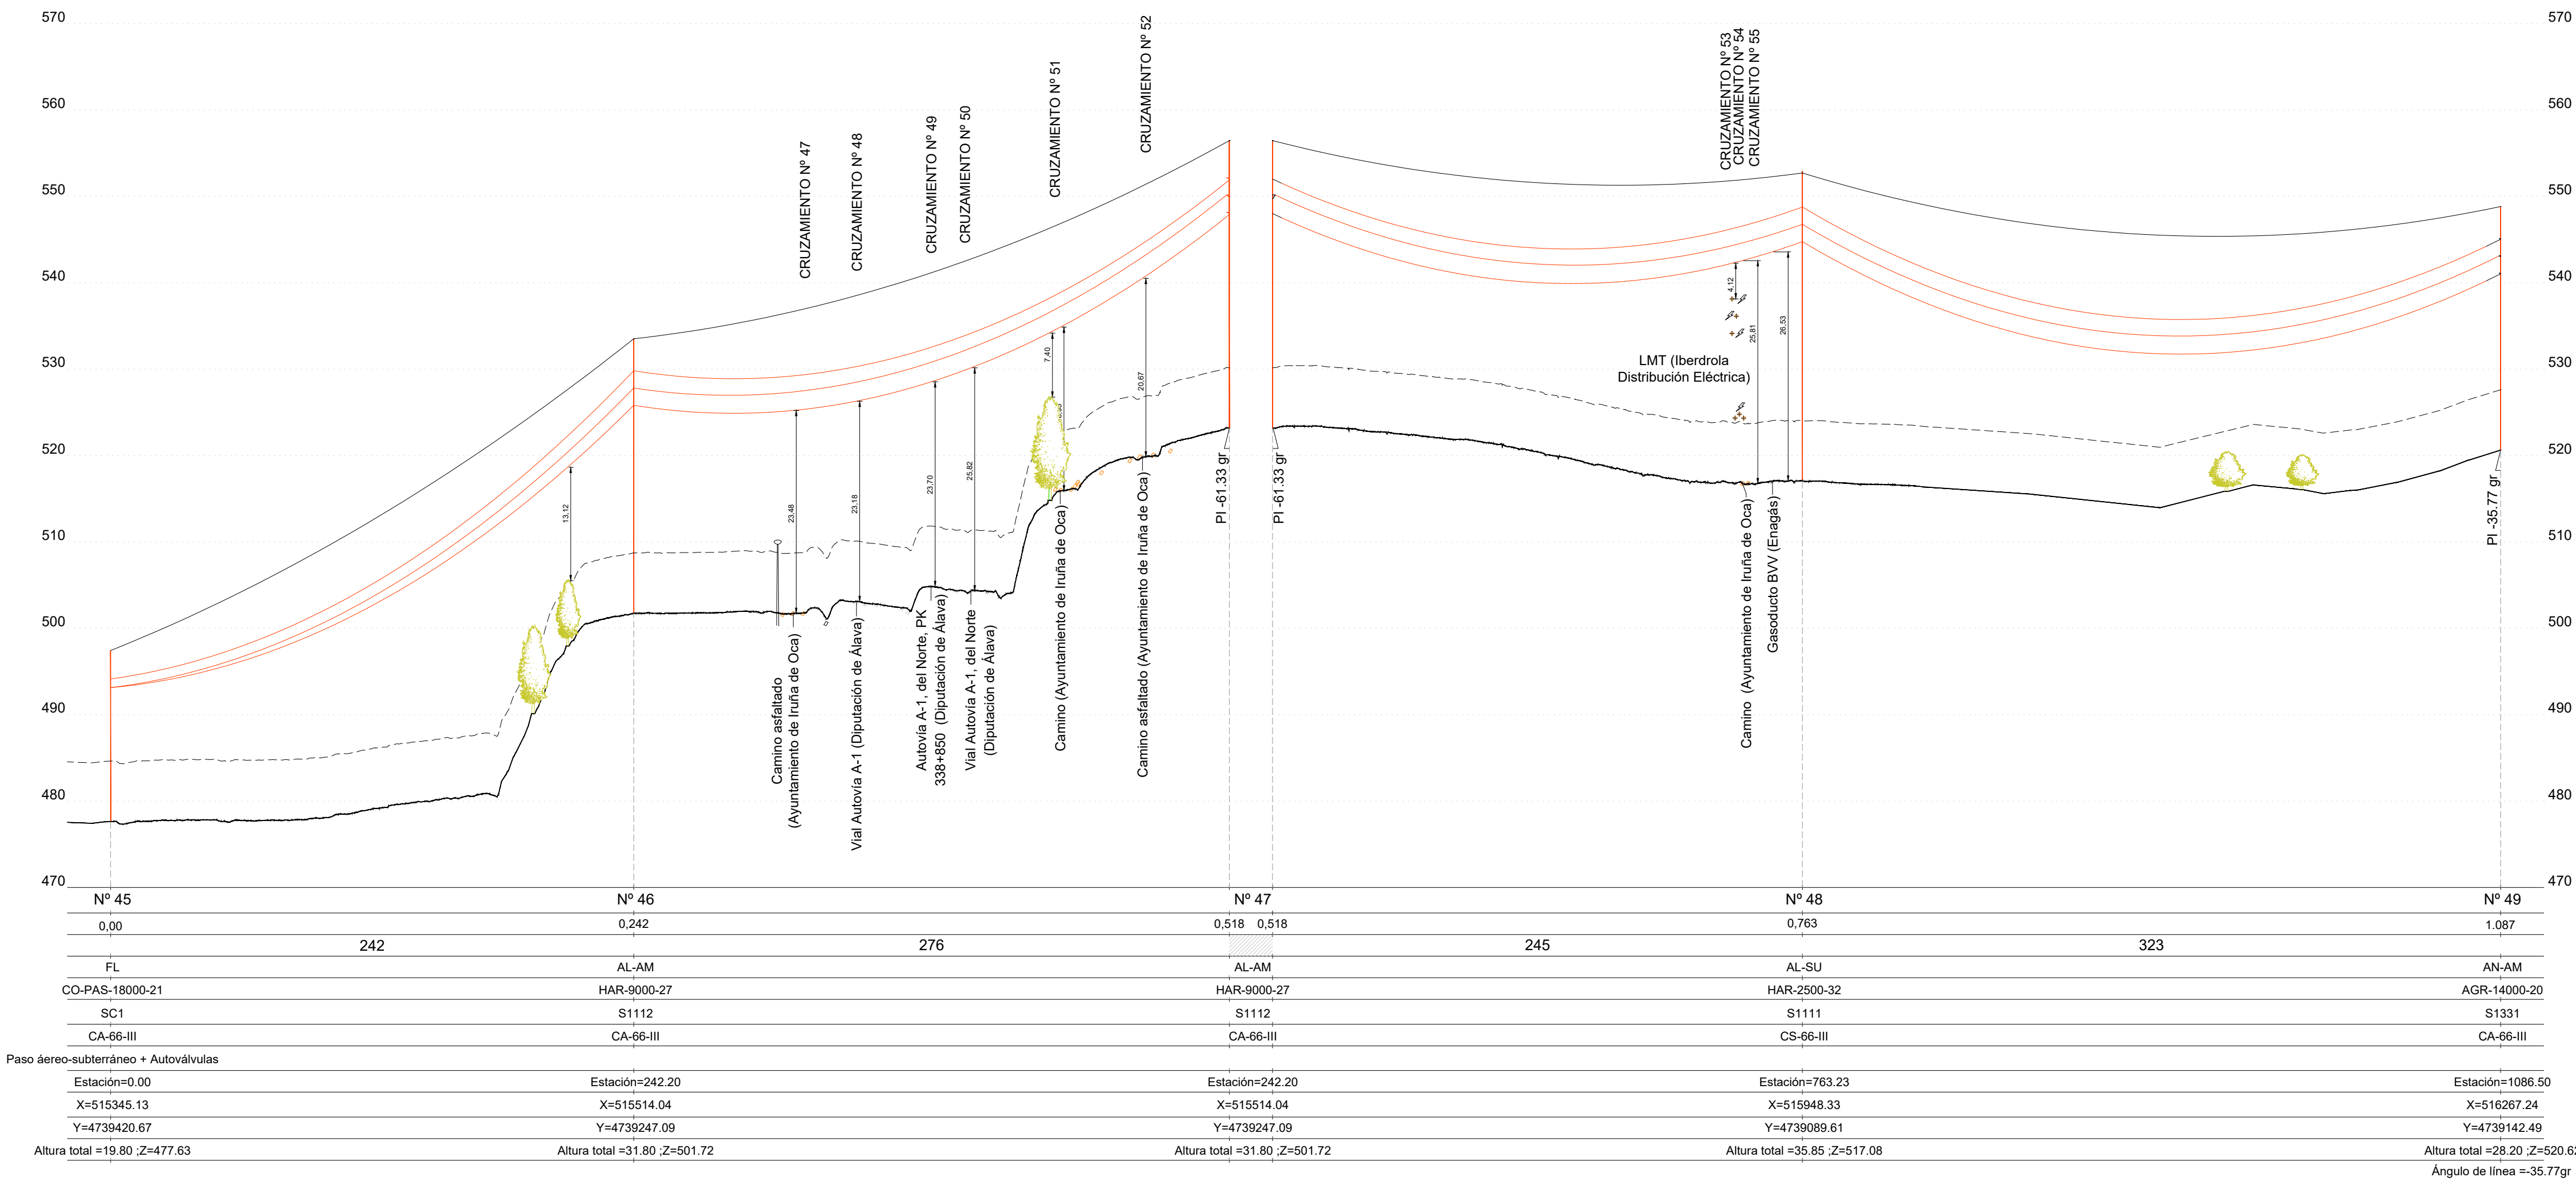 570
570
560
560
550
550
540
540
530
530
520
520
510
510
500
500
490
490
480
480
470
470
CRUZAMIENTO Nº 47
CRUZAMIENTO Nº 48
CRUZAMIENTO Nº 49
CRUZAMIENTO Nº 50
CRUZAMIENTO Nº 51
CRUZAMIENTO Nº 52
CRUZAMIENTO Nº 53
CRUZAMIENTO Nº 54
CRUZAMIENTO Nº 55
13,12
23,48
23,18
23,70
25,82
7,40
20,67
4,12
25,81
26,53
LMT (Iberdrola
Distribución Eléctrica)
Camino asfaltado
(Ayuntamiento de Iruña de Oca)
Vial Autovía A-1 (Diputación de Álava)
Autovía A-1, del Norte, PK
338+850 (Diputación de Álava)
Vial Autovía A-1, del Norte
(Diputación de Álava)
Camino (Ayuntamiento de Iruña de Oca)
Camino asfaltado (Ayuntamiento de Iruña de Oca)
PI -61.33 gr
PI -61.33 gr
Camino (Ayuntamiento de Iruña de Oca)
Gasoducto BVV (Enagás)
PI -35.77 gr
Nº 45 Nº 46 Nº 47 Nº 48 Nº 49
0,00 0,242 0,518 0,518 0,763 1.087
242 276 245 323
FL AL-AM AL-AM AL-SU AN-AM
CO-PAS-18000-21 HAR-9000-27 HAR-9000-27 HAR-2500-32 AGR-14000-20
SC1 S1112 S1112 S1111 S1331
CA-66-III CA-66-III CA-66-III CS-66-III CA-66-III
Paso áereo-subterráneo + Autoválvulas
Estación=0.00 Estación=242.20 Estación=242.20 Estación=763.23 Estación=1086.50
X=515345.13 X=515514.04 X=515514.04 X=515948.33 X=516267.24
Y=4739420.67 Y=4739247.09 Y=4739247.09 Y=4739089.61 Y=4739142.49
Altura total =19.80 ;Z=477.63 Altura total =31.80 ;Z=501.72 Altura total =31.80 ;Z=501.72 Altura total =35.85 ;Z=517.08 Altura total =28.20 ;Z=520.62
Ángulo de línea =-35.77gr